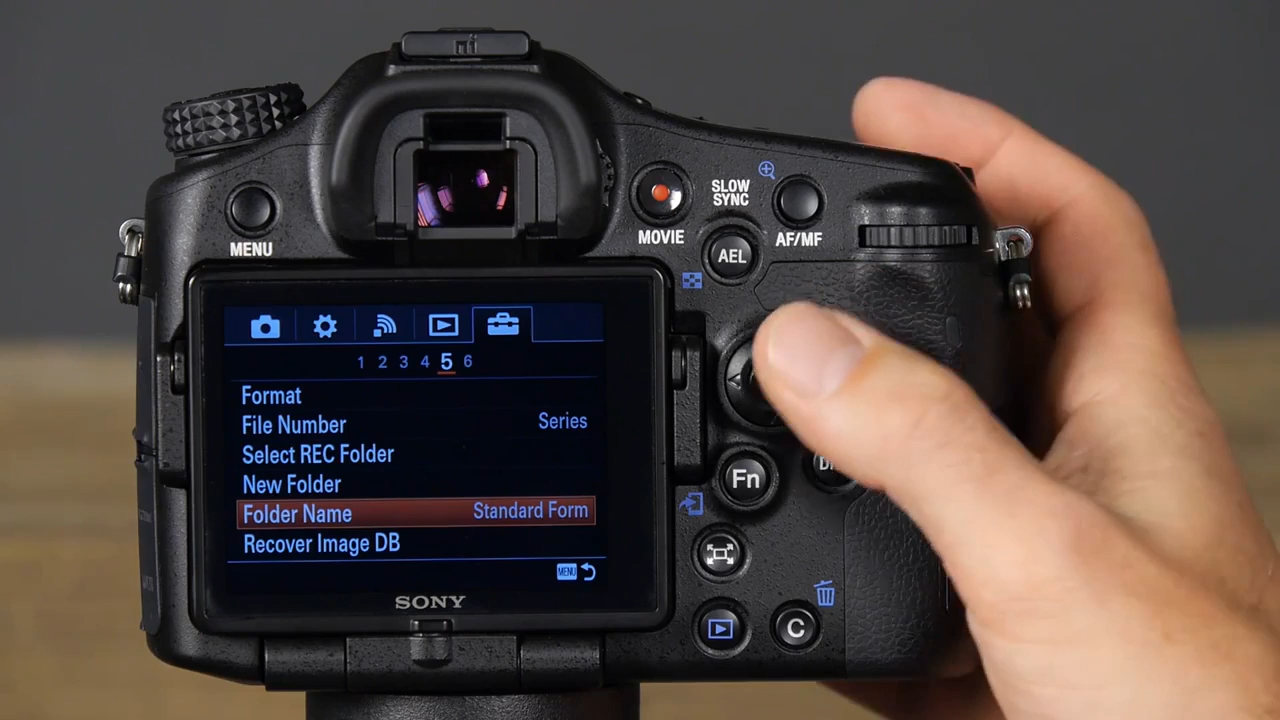 SLOW
SYNC
MOVIE
AF/MF
MENU
AEL
1 2 3 4 5 6
Format
File Number Series
Select REC Folder
New Folder
Folder Name Standard Form
Recover Image DB
MENU
SONY
Fn
C